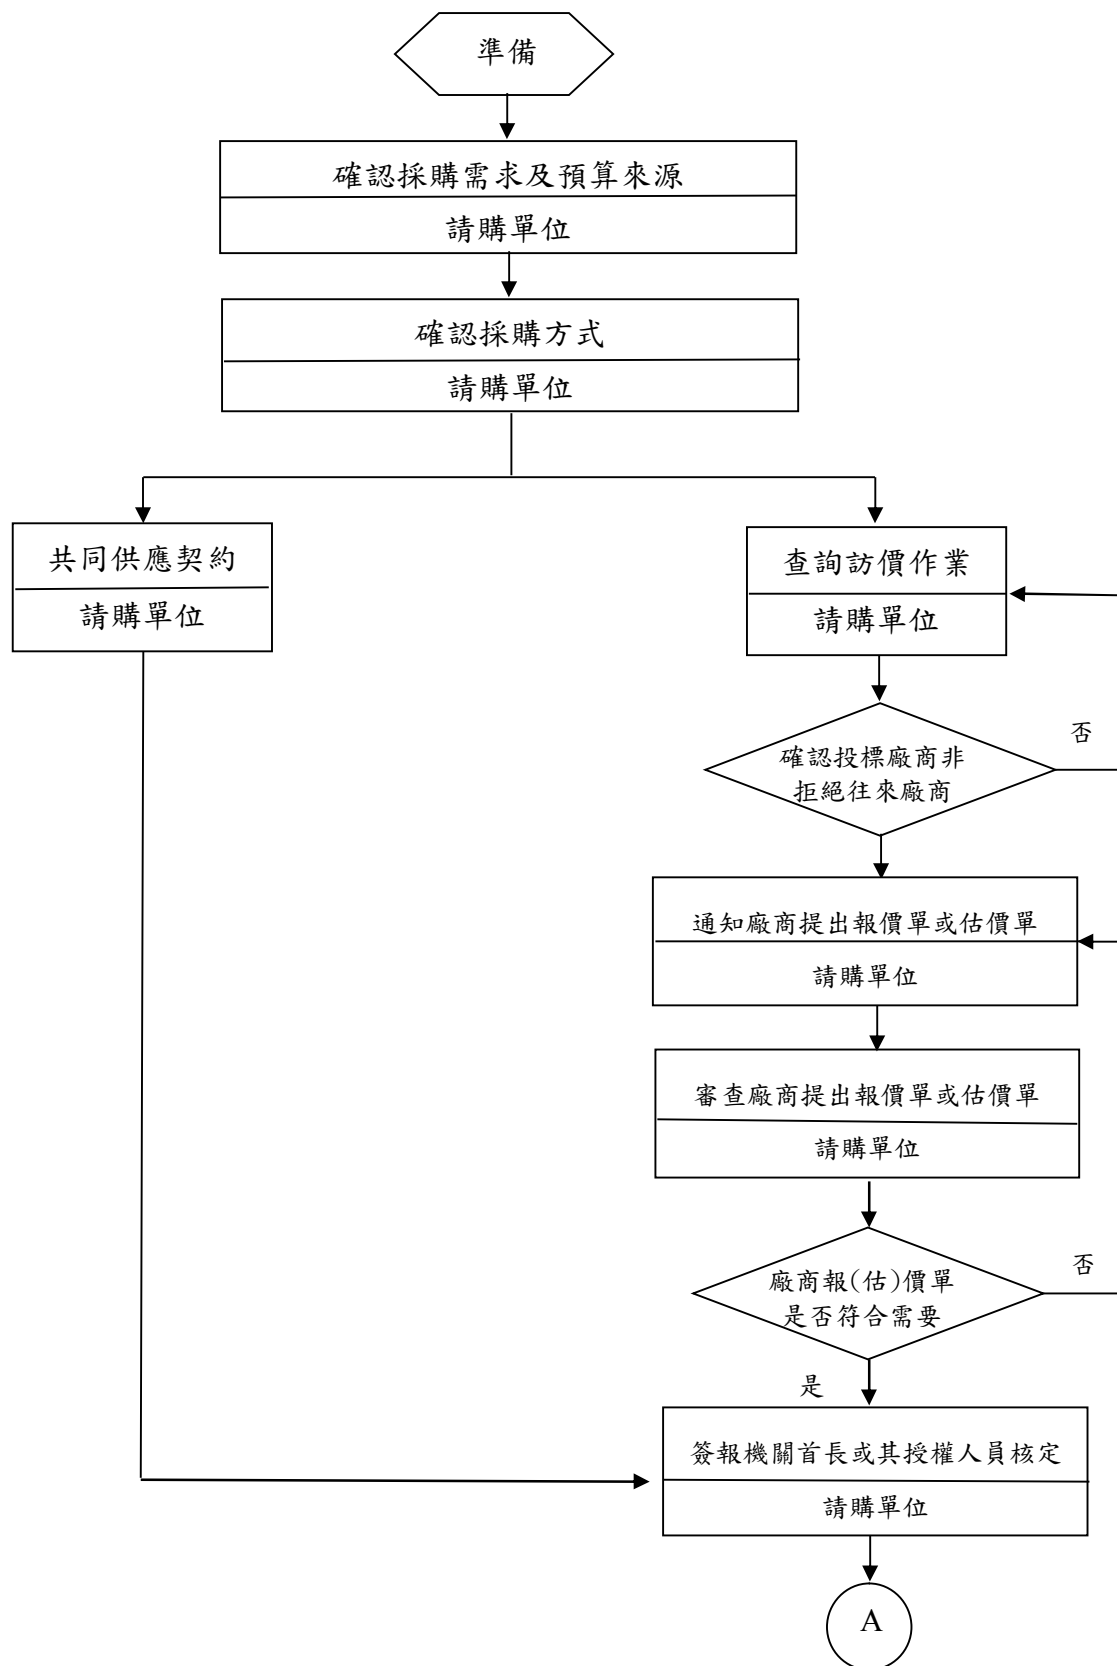 準備
確認採購需求及預算來源
請購單位
確認採購方式
請購單位
共同供應契約
請購單位
查詢訪價作業
請購單位
否
確認投標廠商非
拒絕往來廠商
通知廠商提出報價單或估價單
請購單位
審查廠商提出報價單或估價單
請購單位
否
廠商報(估)價單
是否符合需要
是
簽報機關首長或其授權人員核定
請購單位
A